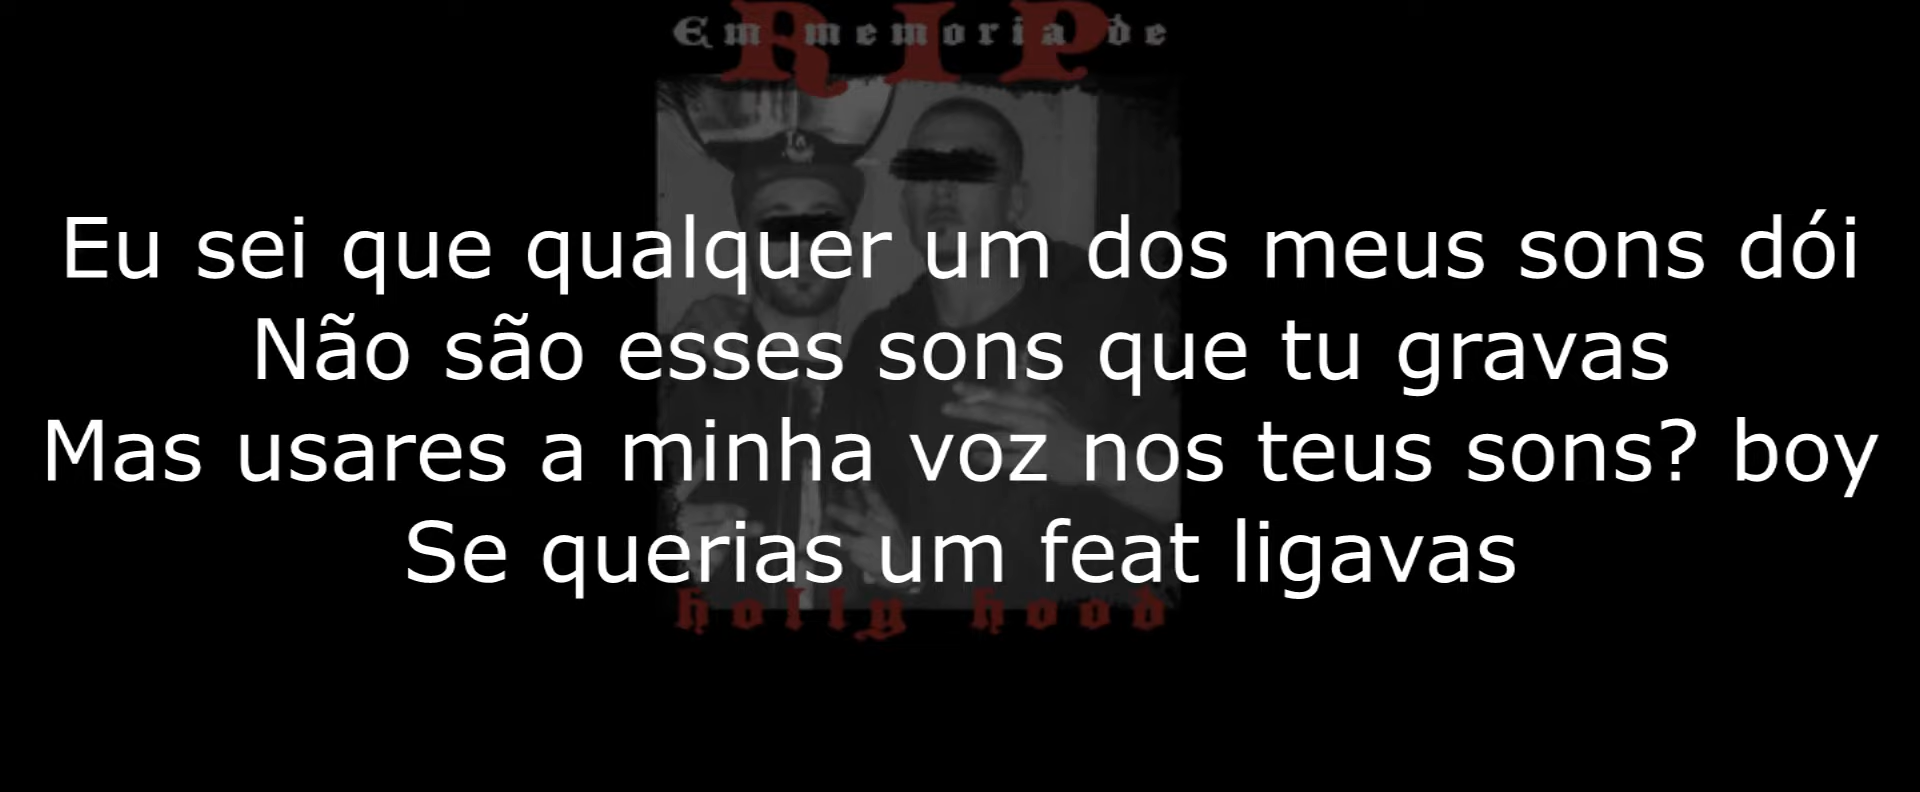 Em memoria de
RIP
Eu sei que qualquer um dos meus sons dói
Não são esses sons que tu gravas
Mas usares a minha voz nos teus sons? boy
Se querias um feat ligavas
holly hood